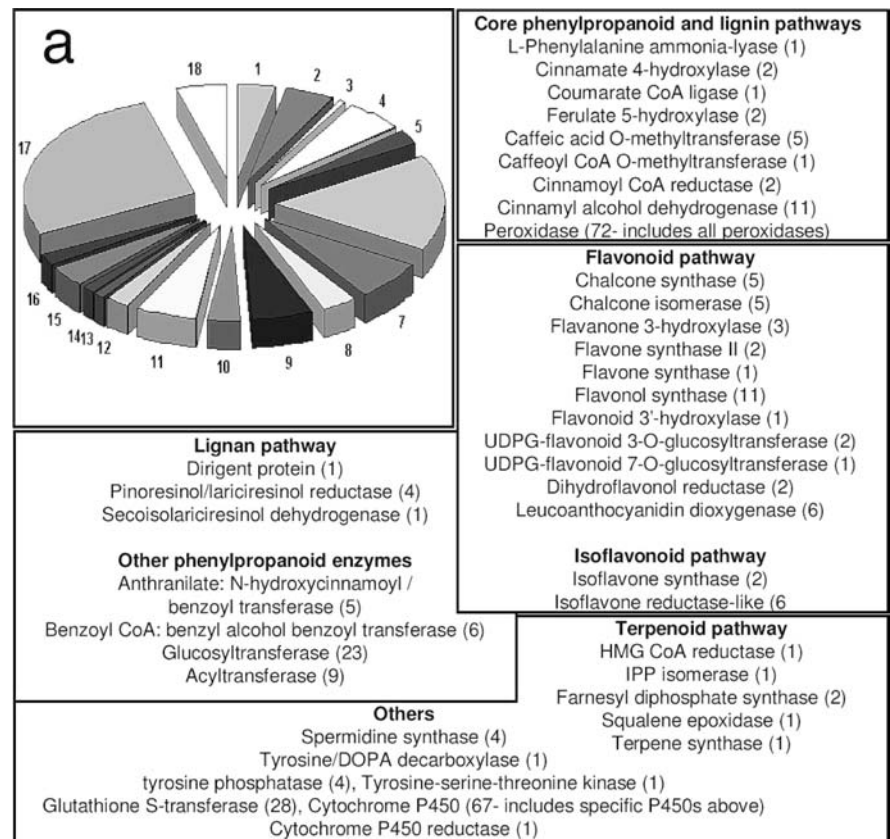 a
18
1
2
3
4
5
17
7
16
15
14
13
12
11
10
9
8
Core phenylpropanoid and lignin pathways
L-Phenylalanine ammonia-lyase (1)
Cinnamate 4-hydroxylase (2)
Coumarate CoA ligase (1)
Ferulate 5-hydroxylase (2)
Caffeic acid O-methyltransferase (5)
Caffeoyl CoA O-methyltransferase (1)
Cinnamoyl CoA reductase (2)
Cinnamyl alcohol dehydrogenase (11)
Peroxidase (72- includes all peroxidases)
Flavonoid pathway
Chalcone synthase (5)
Chalcone isomerase (5)
Flavanone 3-hydroxylase (3)
Flavone synthase II (2)
Flavone synthase (1)
Flavonol synthase (11)
Flavonoid 3'-hydroxylase (1)
UDPG-flavonoid 3-O-glucosyltransferase (2)
UDPG-flavonoid 7-O-glucosyltransferase (1)
Dihydroflavonol reductase (2)
Leucoanthocyanidin dioxygenase (6)
Isoflavonoid pathway
Isoflavone synthase (2)
Isoflavone reductase-like (6
Lignan pathway
Dirigent protein (1)
Pinoresinol/lariciresinol reductase (4)
Secoisolariciresinol dehydrogenase (1)
Other phenylpropanoid enzymes
Anthranilate: N-hydroxycinnamoyl /
benzoyl transferase (5)
Benzoyl CoA: benzyl alcohol benzoyl transferase (6)
Glucosyltransferase (23)
Acyltransferase (9)
Terpenoid pathway
HMG CoA reductase (1)
IPP isomerase (1)
Farnesyl diphosphate synthase (2)
Squalene epoxidase (1)
Terpene synthase (1)
Others
Spermidine synthase (4)
Tyrosine/DOPA decarboxylase (1)
tyrosine phosphatase (4), Tyrosine-serine-threonine kinase (1)
Glutathione S-transferase (28), Cytochrome P450 (67- includes specific P450s above)
Cytochrome P450 reductase (1)